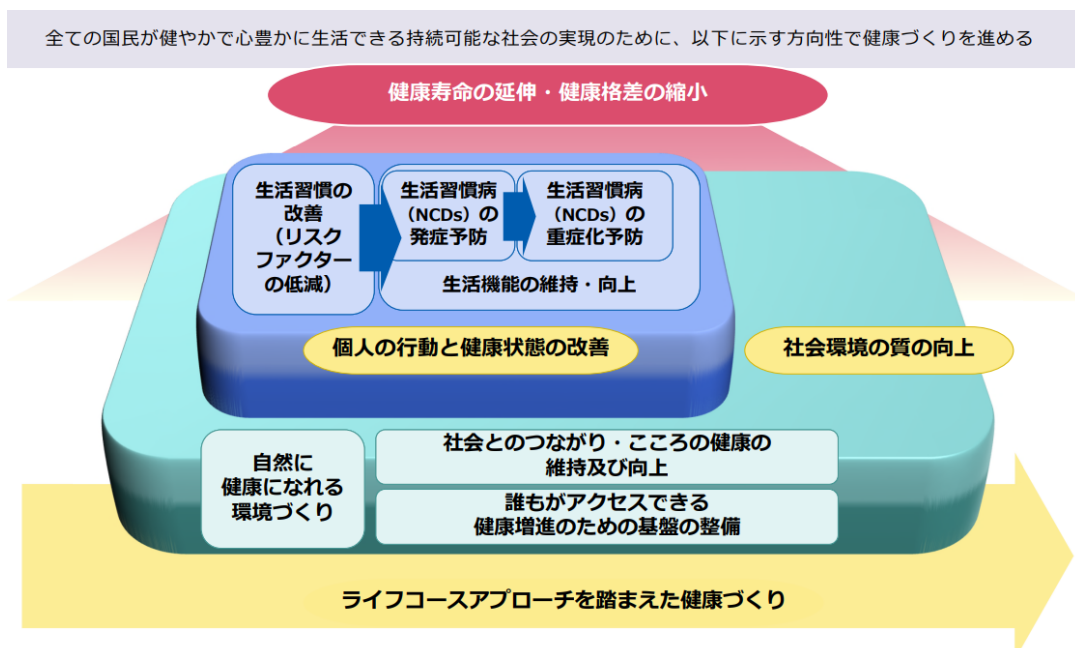 全ての国民が健やかで心豊かに生活できる持続可能な社会の実現のために、以下に示す方向性で健康づくりを進める
健康寿命の延伸・健康格差の縮小
生活習慣の
改善
（リスク
ファクター
の低減）
生活習慣病
（NCDs）の
発症予防
生活習慣病
（NCDs）の
重症化予防
生活機能の維持・向上
個人の行動と健康状態の改善
社会環境の質の向上
自然に
健康になれる
環境づくり
社会とのつながり・こころの健康の
維持及び向上
誰もがアクセスできる
健康増進のための基盤の整備
ライフコースアプローチを踏まえた健康づくり